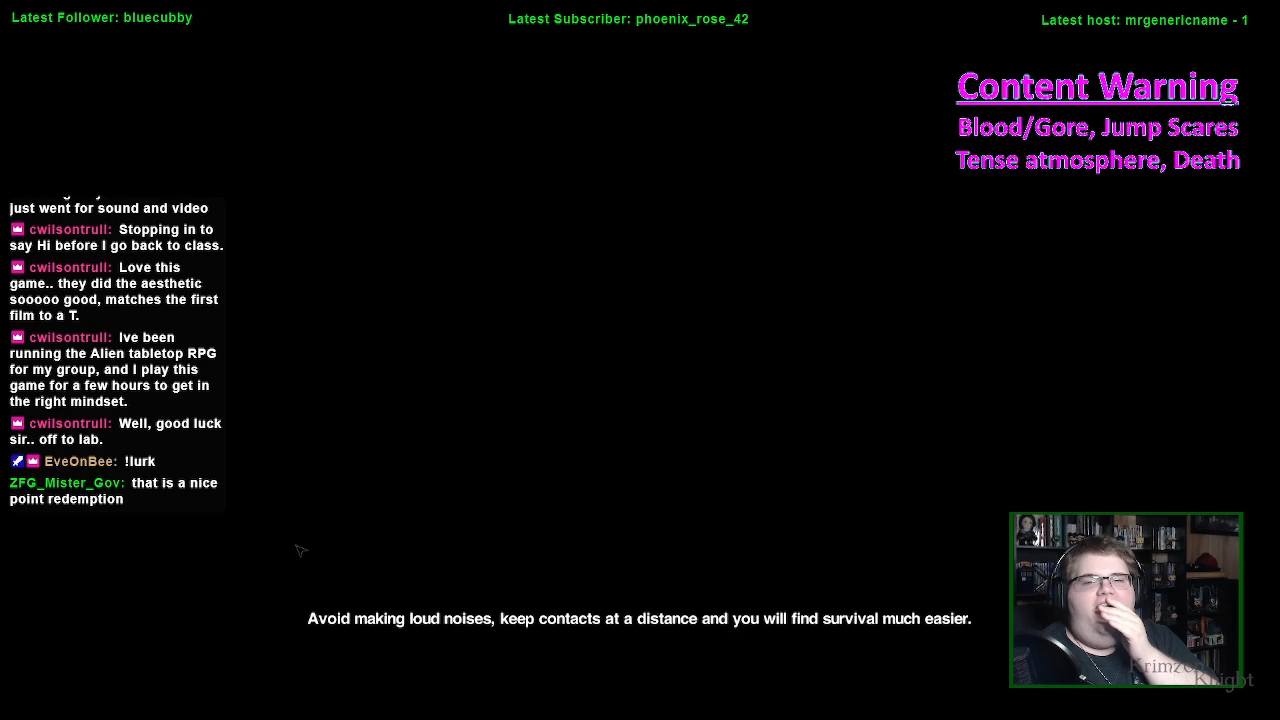 Latest Follower: bluecubby
Latest Subscriber: phoenix_rose_42
Latest host: mrgenericname - 1
Content Warning
Blood/Gore, Jump Scares
Tense atmosphere, Death
just went for sound and video
cwilsontrull: Stopping in to
say Hi before I go back to class.
cwilsontrull: Love this
game.. they did the aesthetic
sooooo good, matches the first
film to a T.
cwilsontrull: Ive been
running the Alien tabletop RPG
for my group, and I play this
game for a few hours to get in
the right mindset.
cwilsontrull: Well, good luck
sir.. off to lab.
EveOnBee: !lurk
ZFG_Mister_Gov: that is a nice
point redemption
Avoid making loud noises, keep contacts at a distance and you will find survival much easier.
Knight